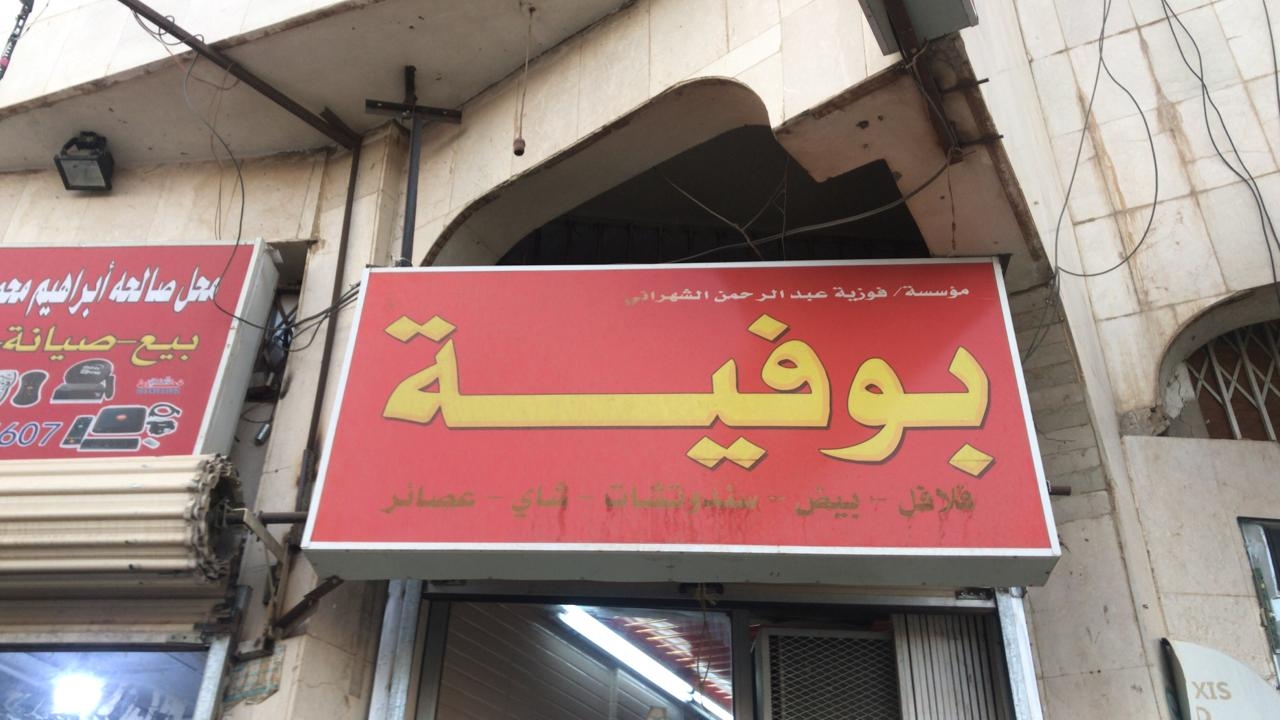 مؤسسة/ فوزية عبد الرحمن الشهراني
بوفية
فلافل - بيض - سندوتشات - شاي - عصائر
محل صالحه أبراهيم
بيع-صيانة-
607
XIS